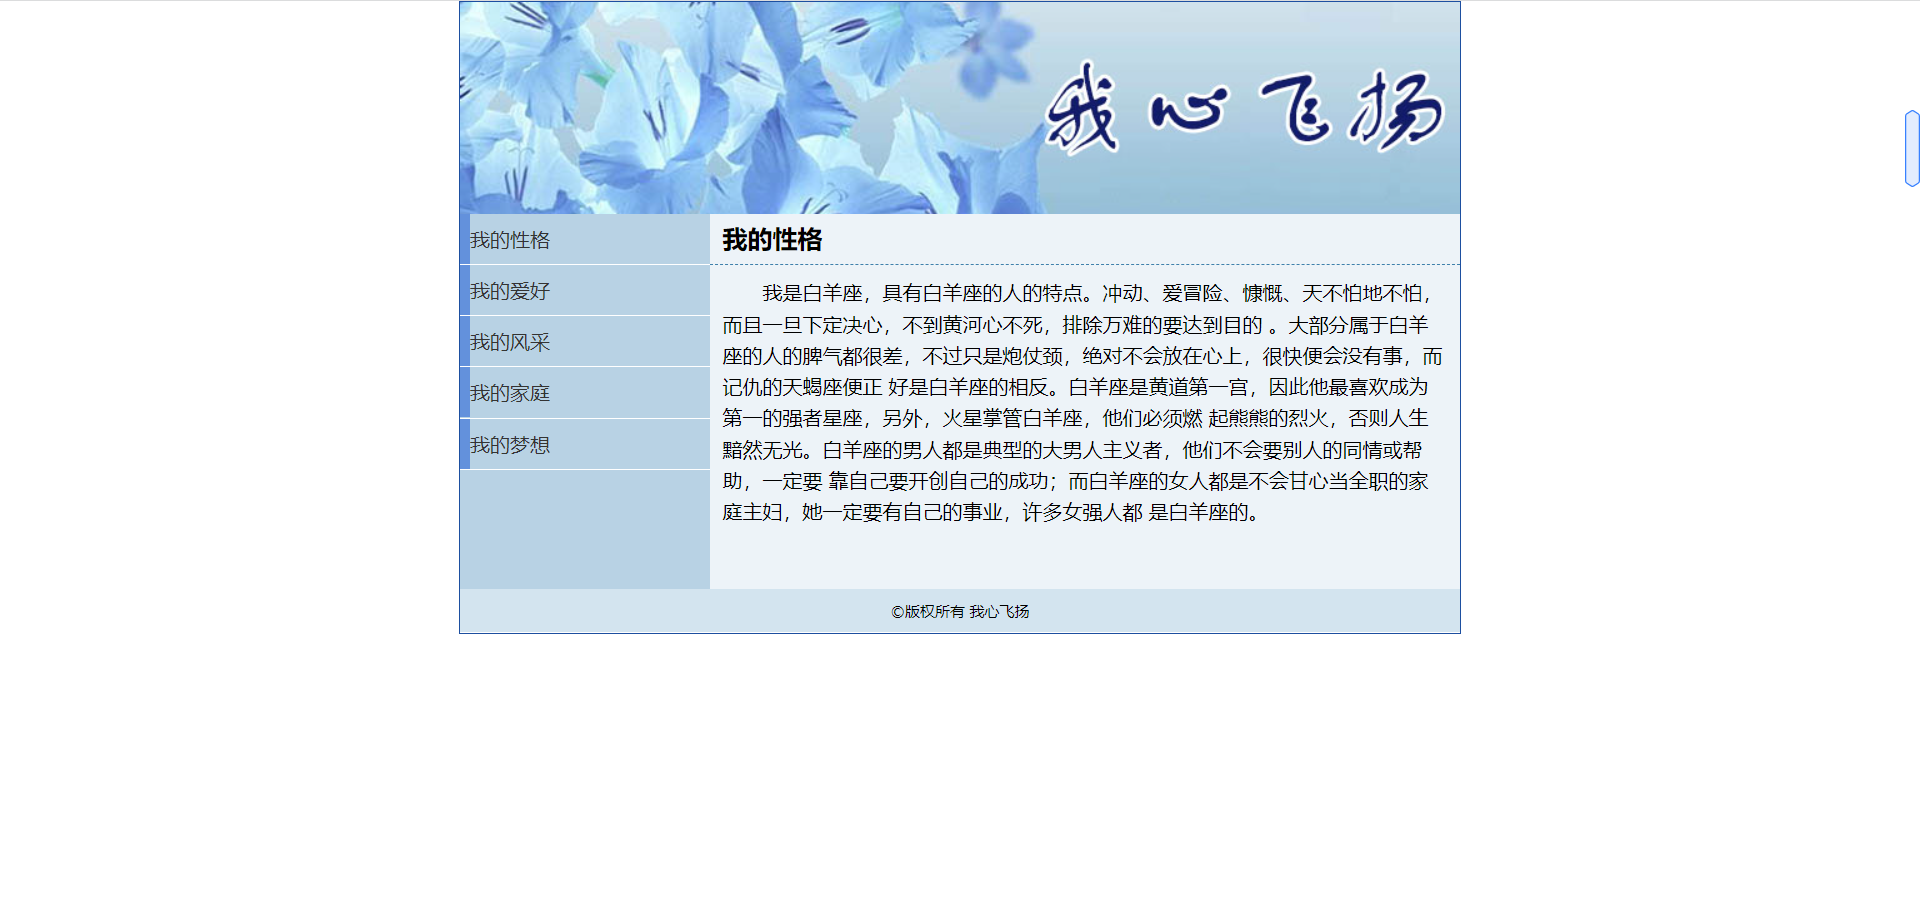 我心飞扬
我的性格
我的爱好
我的风采
我的家庭
我的梦想
我的性格
我是白羊座，具有白羊座的人的特点。冲动、爱冒险、慷慨、天不怕地不怕，
而且一旦下定决心，不到黄河心不死，排除万难的要达到目的 。大部分属于白羊
座的人的脾气都很差，不过只是炮仗颈，绝对不会放在心上，很快便会没有事，而
记仇的天蝎座便正 好是白羊座的相反。白羊座是黄道第一宫，因此他最喜欢成为
第一的强者星座，另外，火星掌管白羊座，他们必须燃 起熊熊的烈火，否则人生
黯然无光。白羊座的男人都是典型的大男人主义者，他们不会要别人的同情或帮
助，一定要 靠自己要开创自己的成功；而白羊座的女人都是不会甘心当全职的家
庭主妇，她一定要有自己的事业，许多女强人都 是白羊座的。
©版权所有 我心飞扬